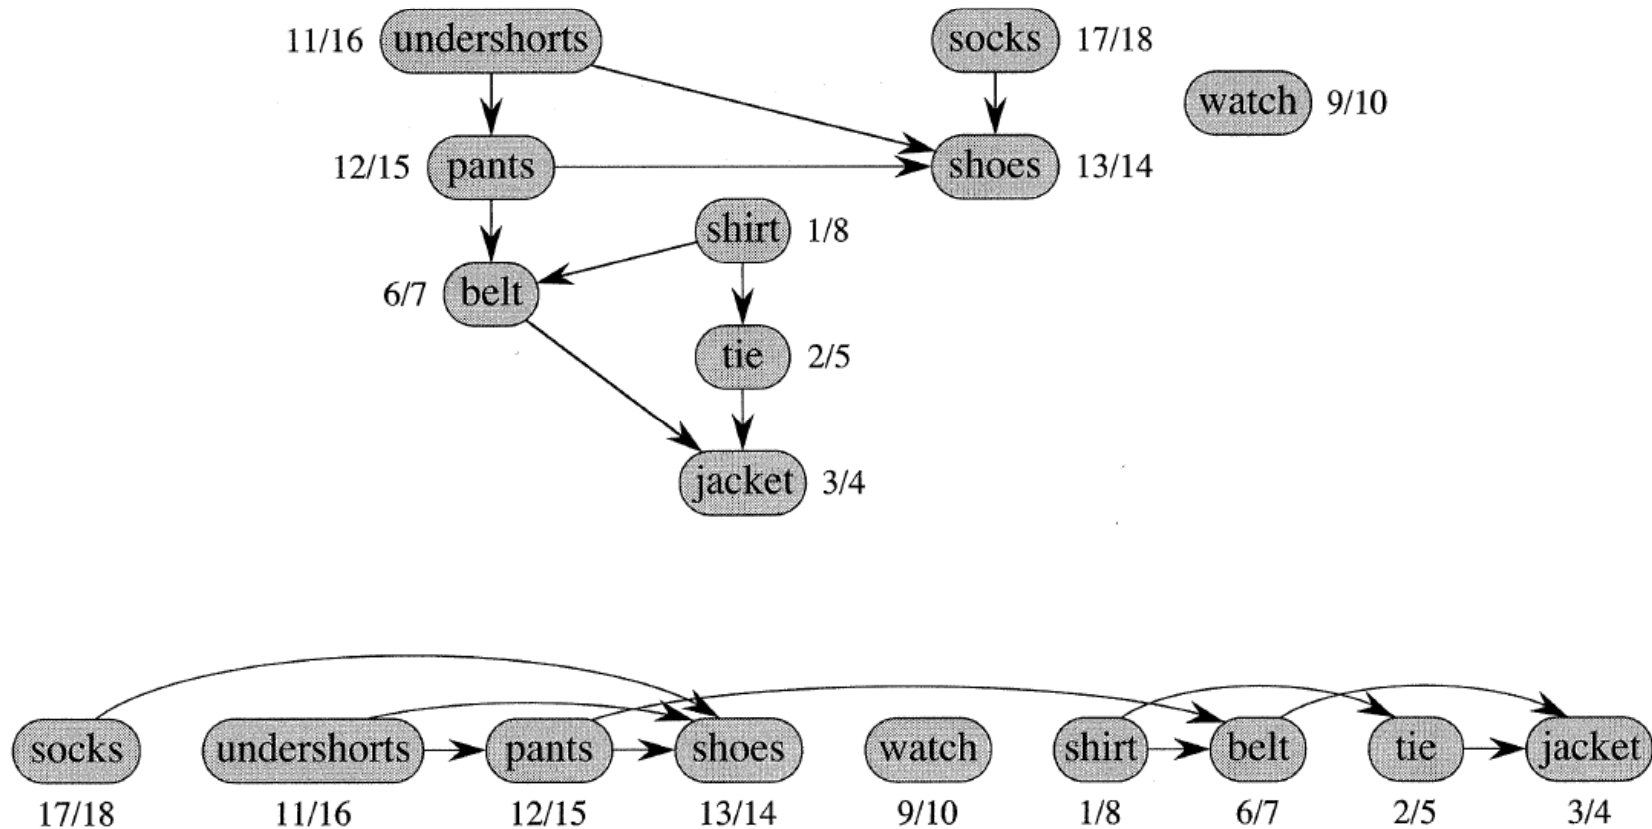 11/16 undershorts socks 17/18
watch 9/10
12/15 pants shoes 13/14
shirt 1/8
6/7 belt
tie 2/5
jacket 3/4
socks undershorts pants shoes watch shirt belt tie jacket
17/18 11/16 12/15 13/14 9/10 1/8 6/7 2/5 3/4